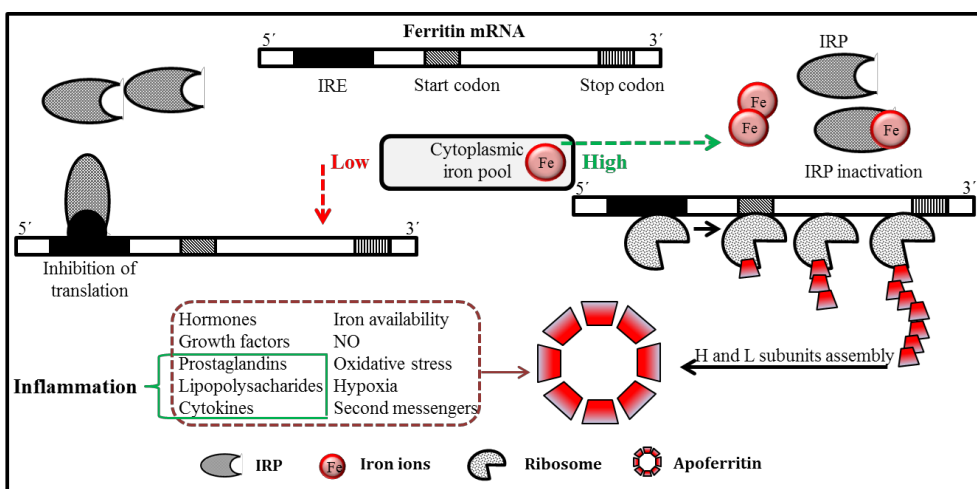 Ferritin mRNA
5´ 3´
IRE Start codon Stop codon
IRP
Fe
Fe
Fe
IRP inactivation
Cytoplasmic
iron pool
Fe
Low
High
5´ 3´
Inhibition of
translation
5´ 3´
Hormones
Growth factors
Prostaglandins
Lipopolysacharides
Cytokines
Iron availability
NO
Oxidative stress
Hypoxia
Second messengers
Inflammation
H and L subunits assembly
IRP
Fe Iron ions
Ribosome
Apoferritin